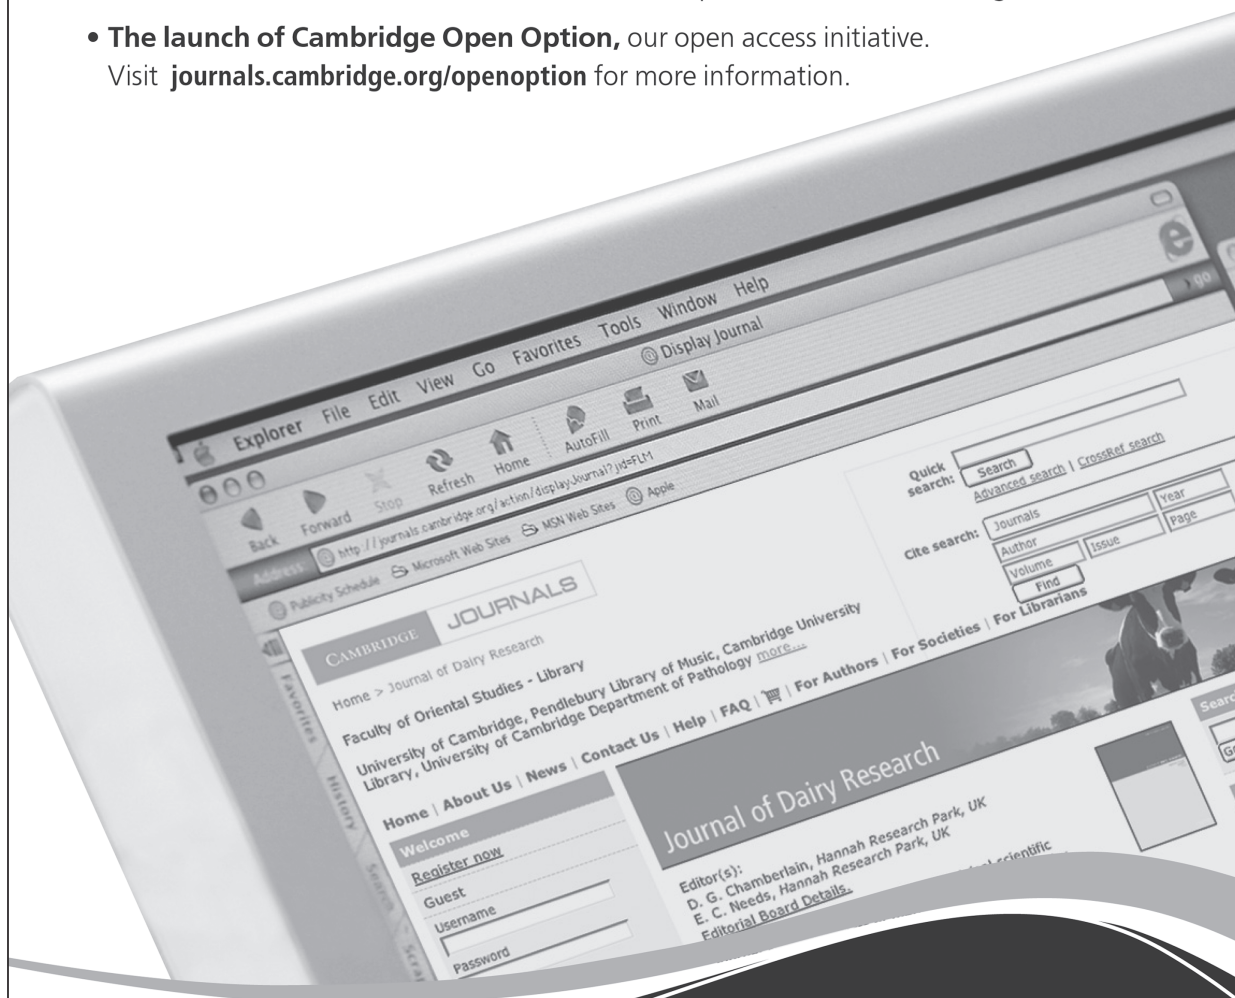 • The launch of Cambridge Open Option, our open access initiative.
Visit journals.cambridge.org/openoption for more information.
Explorer File Edit View Go Favorites Tools Window Help
@ Display Journal
Back Forward Stop Refresh Home AutoFill Print Mail
Address @ http://journals.cambridge.org/action/displayJournal?jid=FLM
go
@ Publicity Schedule Microsoft Web Sites MSN Web Sites @ Apple
Favorites
History
Search
CAMBRIDGE JOURNALS
Quick search:
Search
Advanced search | CrossRef search
Cite search:
Journals Year
Author
Volume Issue Page
Find
Home > Journal of Dairy Research
Faculty of Oriental Studies - Library
University of Cambridge, Pendlebury Library of Music, Cambridge University
Library, University of Cambridge Department of Pathology more...
Home | About Us | News | Contact Us | Help | FAQ | | For Authors | For Societies | For Librarians
Welcome
Register now
Guest
Username
Password
Journal of Dairy Research
Editor(s):
D. G. Chamberlain, Hannah Research Park, UK
E. C. Needs, Hannah Research Park, UK
Editorial Board Details.
scientific